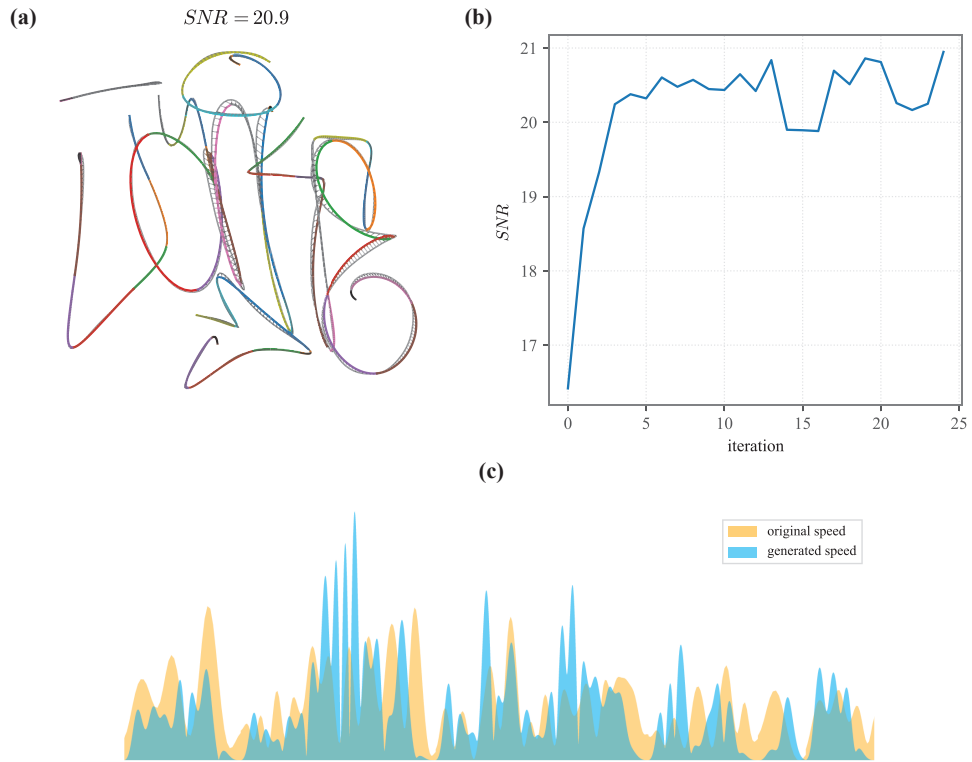 (a)
SNR = 20.9
(b)
21
20
19
18
17
SNR
0 5 10 15 20 25
iteration
(c)
original speed
generated speed